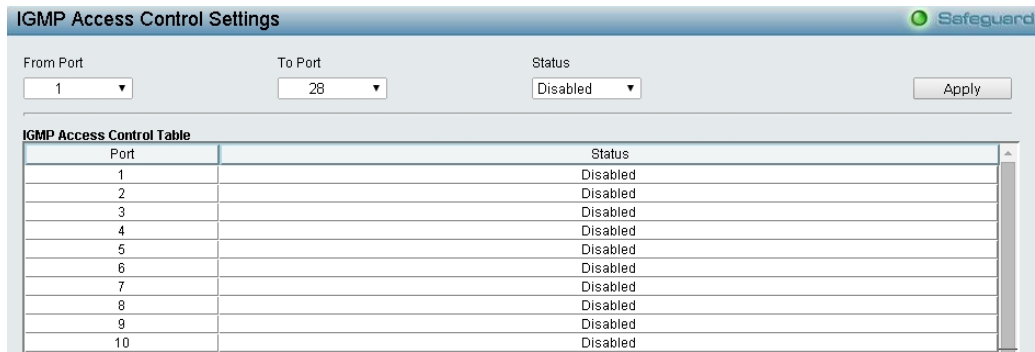 IGMP Access Control Settings
Safeguard
From Port To Port Status
1 28 Disabled Apply
IGMP Access Control Table
Port Status
1 Disabled
2 Disabled
3 Disabled
4 Disabled
5 Disabled
6 Disabled
7 Disabled
8 Disabled
9 Disabled
10 Disabled